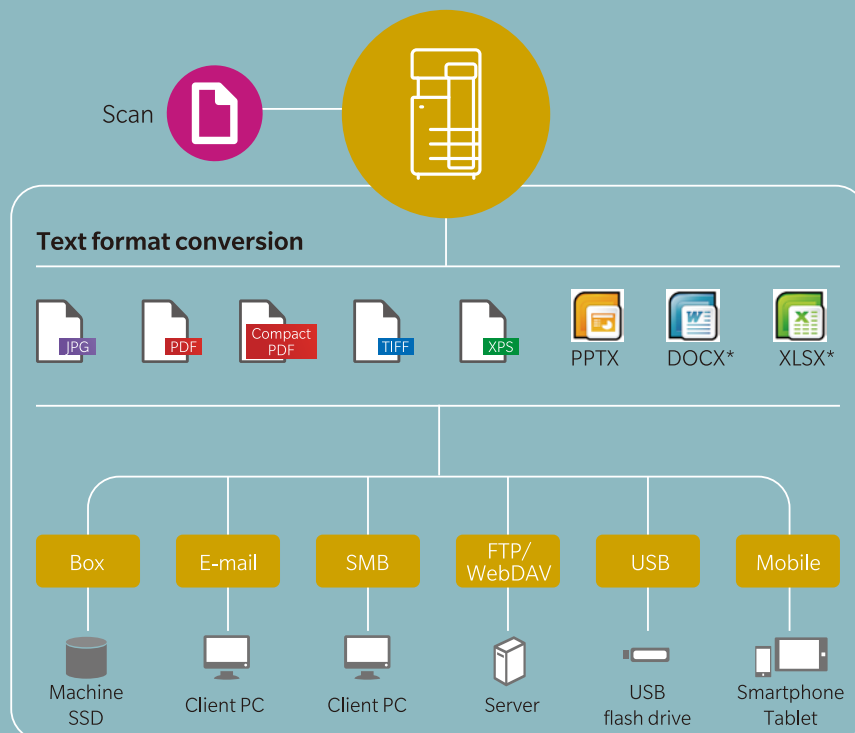 Scan
Text format conversion
JPG
PDF
Compact
PDF
TIFF
XPS
PPTX
DOCX*
XLSX*
Box
E-mail
SMB
FTP/
WebDAV
USB
Mobile
Machine
SSD
Client PC
Client PC
Server
USB
flash drive
Smartphone
Tablet